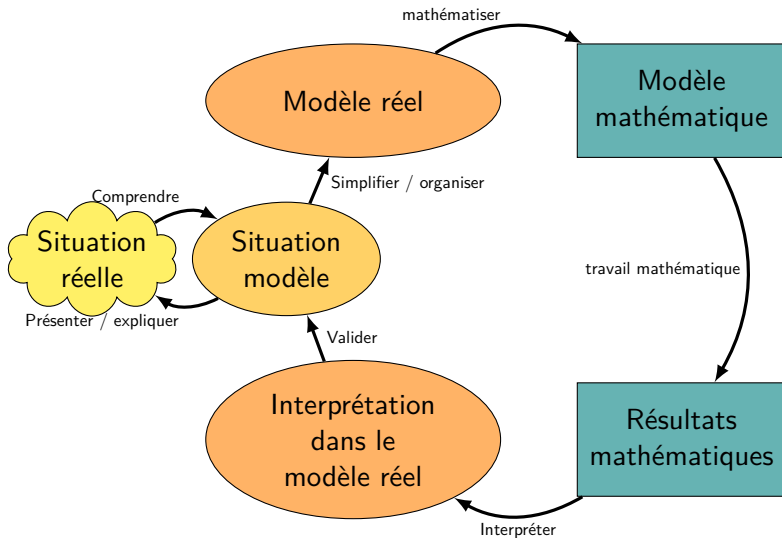 mathématiser
Modèle réel
Modèle
mathématique
Simplifier / organiser
Comprendre
Situation
réelle
Situation
modèle
travail mathématique
Présenter / expliquer
Valider
Interprétation
dans le
modèle réel
Résultats
mathématiques
Interpréter